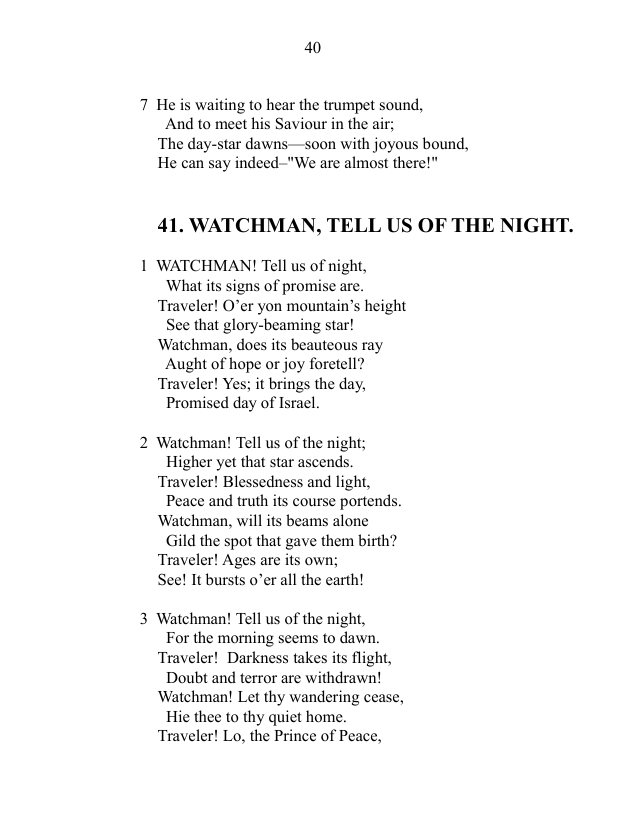 40
7 He is waiting to hear the trumpet sound,
And to meet his Saviour in the air;
The day-star dawns—soon with joyous bound,
He can say indeed–"We are almost there!"
41. WATCHMAN, TELL US OF THE NIGHT.
1 WATCHMAN! Tell us of night,
What its signs of promise are.
Traveler! O’er yon mountain’s height
See that glory-beaming star!
Watchman, does its beauteous ray
Aught of hope or joy foretell?
Traveler! Yes; it brings the day,
Promised day of Israel.
2 Watchman! Tell us of the night;
Higher yet that star ascends.
Traveler! Blessedness and light,
Peace and truth its course portends.
Watchman, will its beams alone
Gild the spot that gave them birth?
Traveler! Ages are its own;
See! It bursts o’er all the earth!
3 Watchman! Tell us of the night,
For the morning seems to dawn.
Traveler!  Darkness takes its flight,
Doubt and terror are withdrawn!
Watchman! Let thy wandering cease,
Hie thee to thy quiet home.
Traveler! Lo, the Prince of Peace,